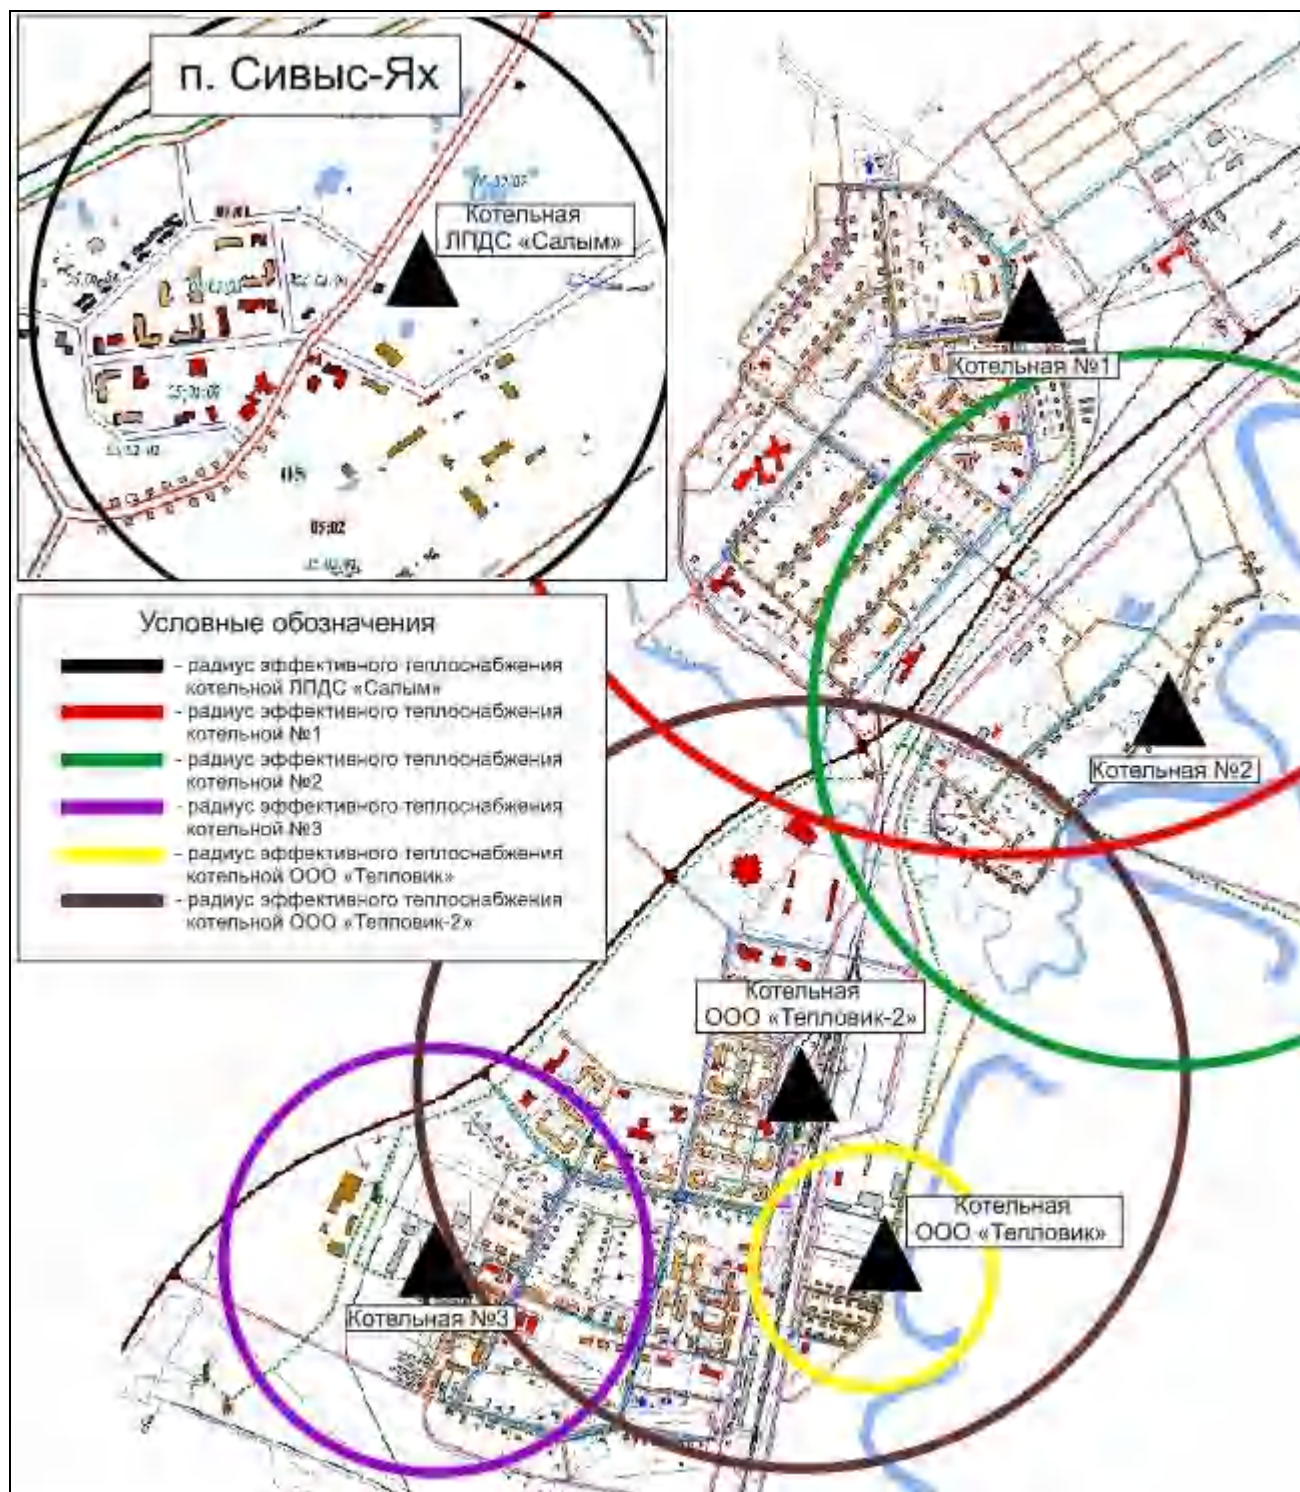 п. Сивыс-Ях
Котельная
ЛПДС «Салым»
05:02
Котельная №1
Условные обозначения
- радиус эффективного теплоснабжения
котельной ЛПДС «Салым»
- радиус эффективного теплоснабжения
котельной №1
- радиус эффективного теплоснабжения
котельной №2
- радиус эффективного теплоснабжения
котельной №3
- радиус эффективного теплоснабжения
котельной ООО «Тепловик»
- радиус эффективного теплоснабжения
котельной ООО «Тепловик-2»
Котельная №2
Котельная
ООО «Тепловик-2»
Котельная
ООО «Тепловик»
Котельная №3